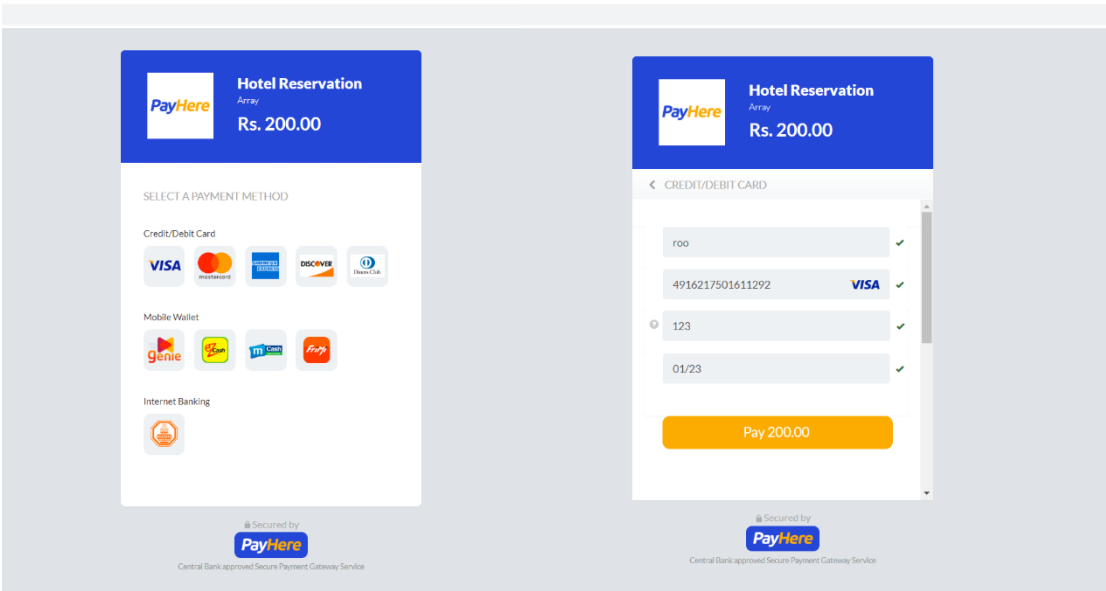 PayHere
Hotel Reservation
Array
Rs. 200.00
SELECT A PAYMENT METHOD
Credit/Debit Card
VISA
mastercard
AMERICAN EXPRESS
DISCOVER
Diners Club
Mobile Wallet
genie
eZ Cash
m Cash
FriMi
Internet Banking
Secured by
PayHere
Central Bank approved Secure Payment Gateway Service
PayHere
Hotel Reservation
Array
Rs. 200.00
CREDIT/DEBIT CARD
roo
4916217501611292 VISA
? 123
01/23
Pay 200.00
Secured by
PayHere
Central Bank approved Secure Payment Gateway Service